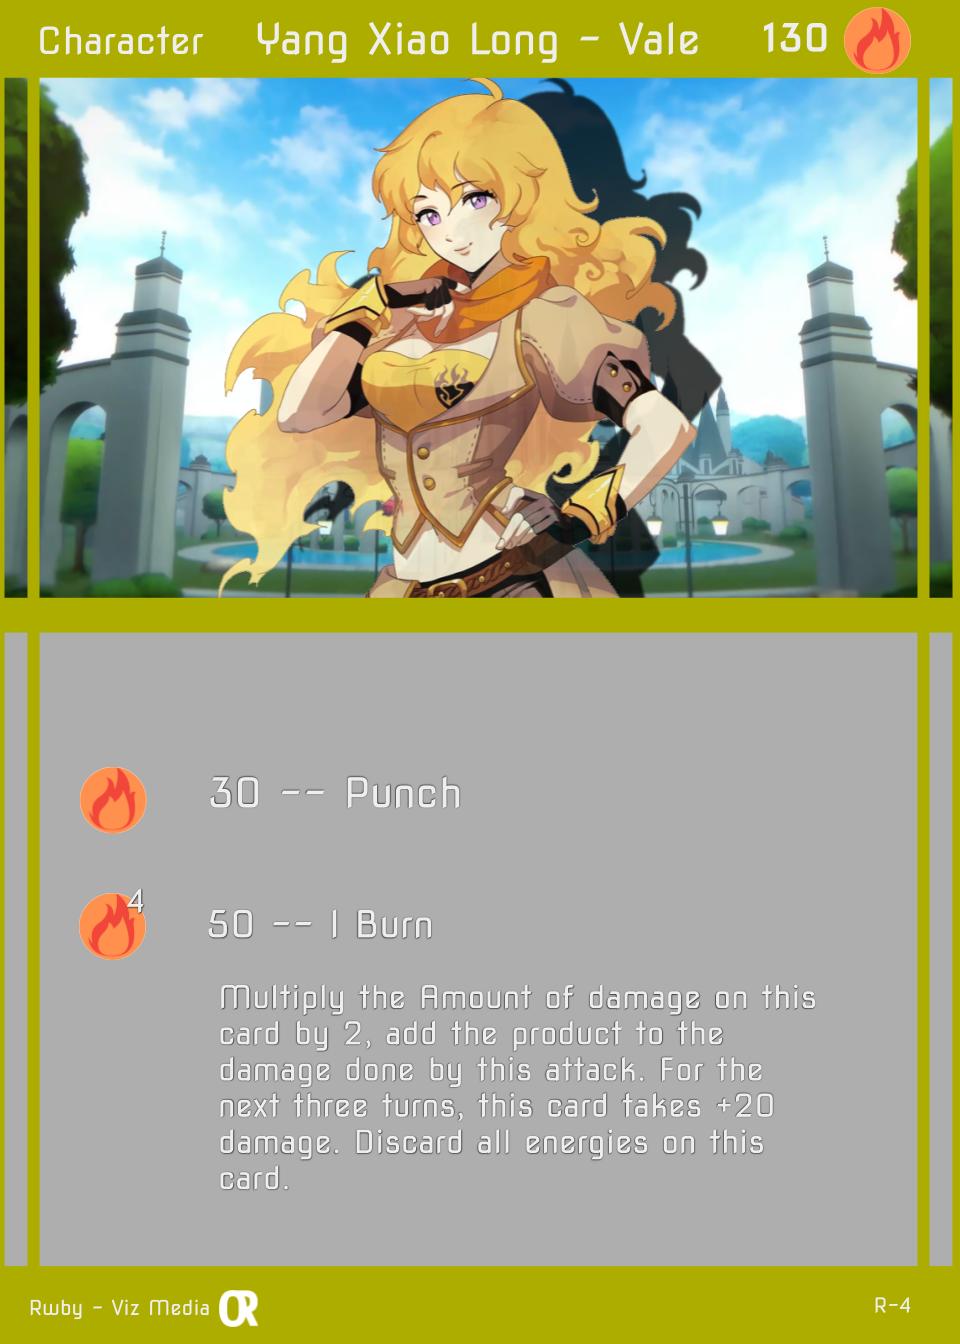 Character Yang Xiao Long - Vale 130
30 -- Punch
4
50 -- I Burn
Multiply the Amount of damage on this
card by 2, add the product to the
damage done by this attack. For the
next three turns, this card takes +20
damage. Discard all energies on this
card.
Rwby - Viz Media OR R-4